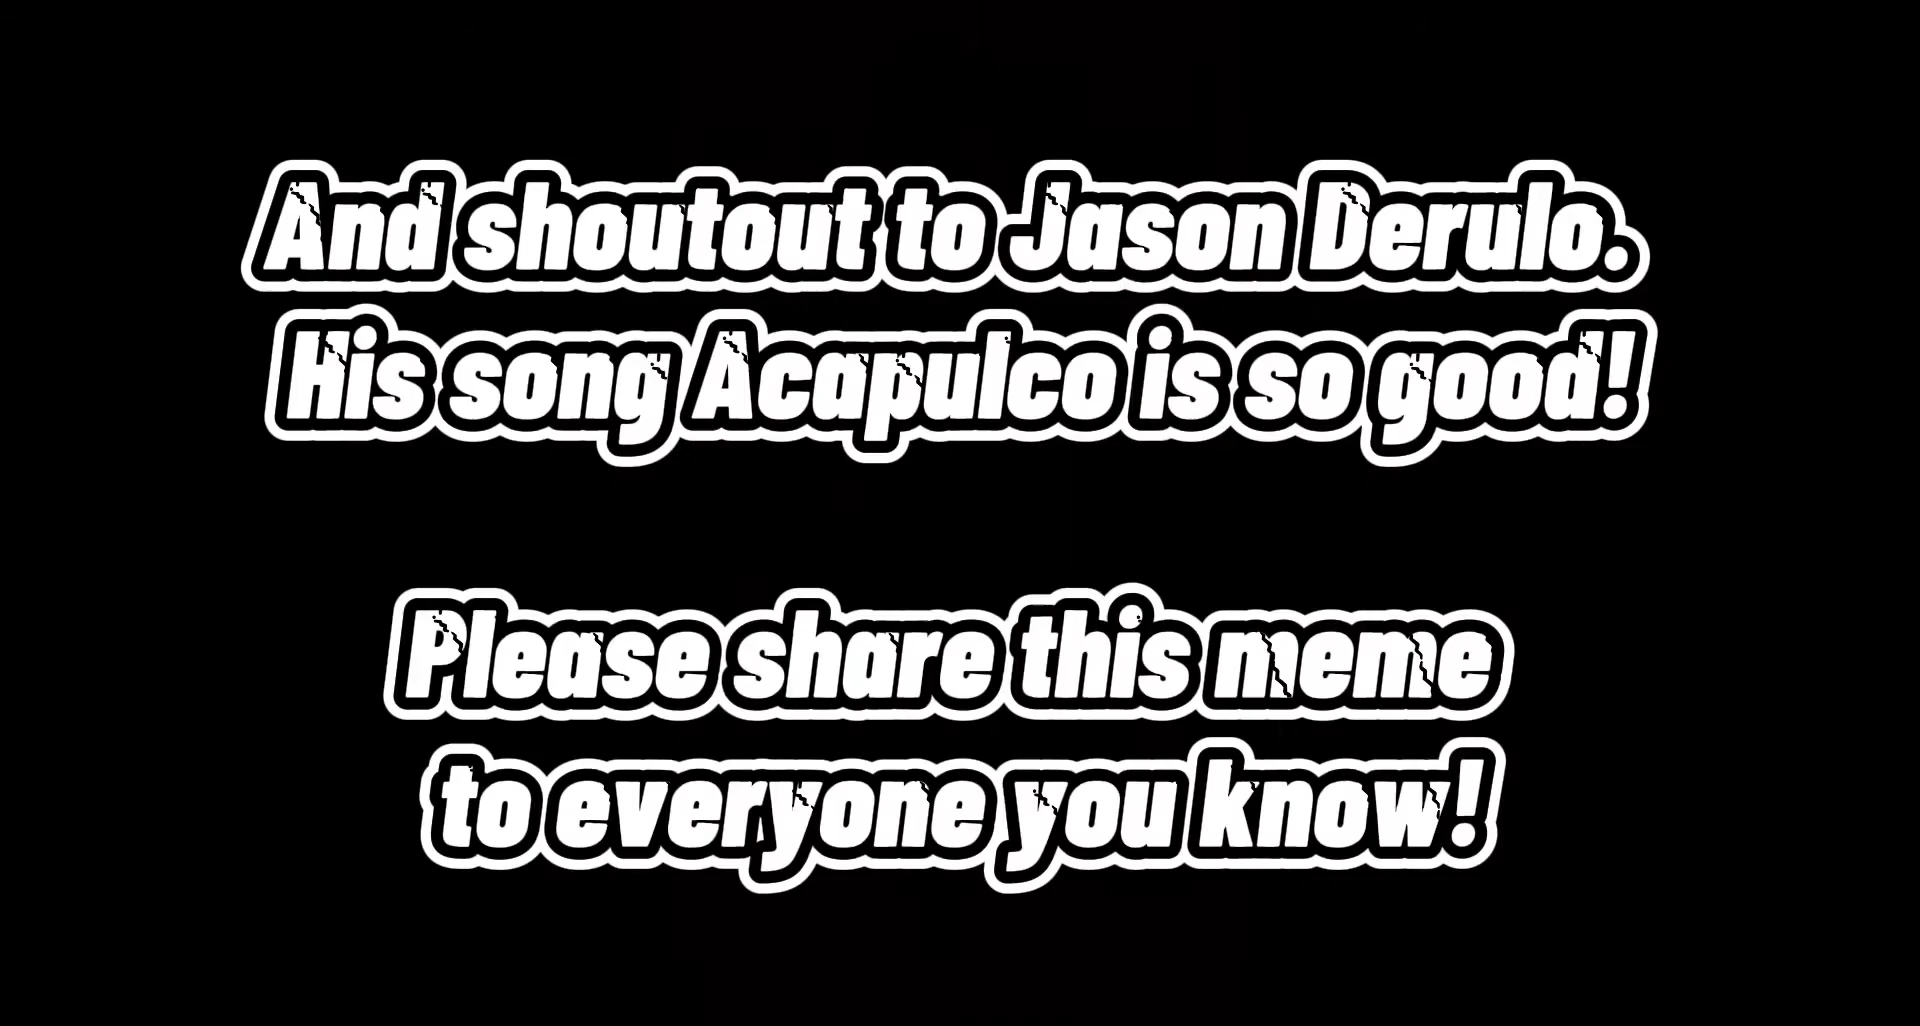 And shoutout to Jason Derulo.
His song Acapulco is so good!
Please share this meme
to everyone you know!